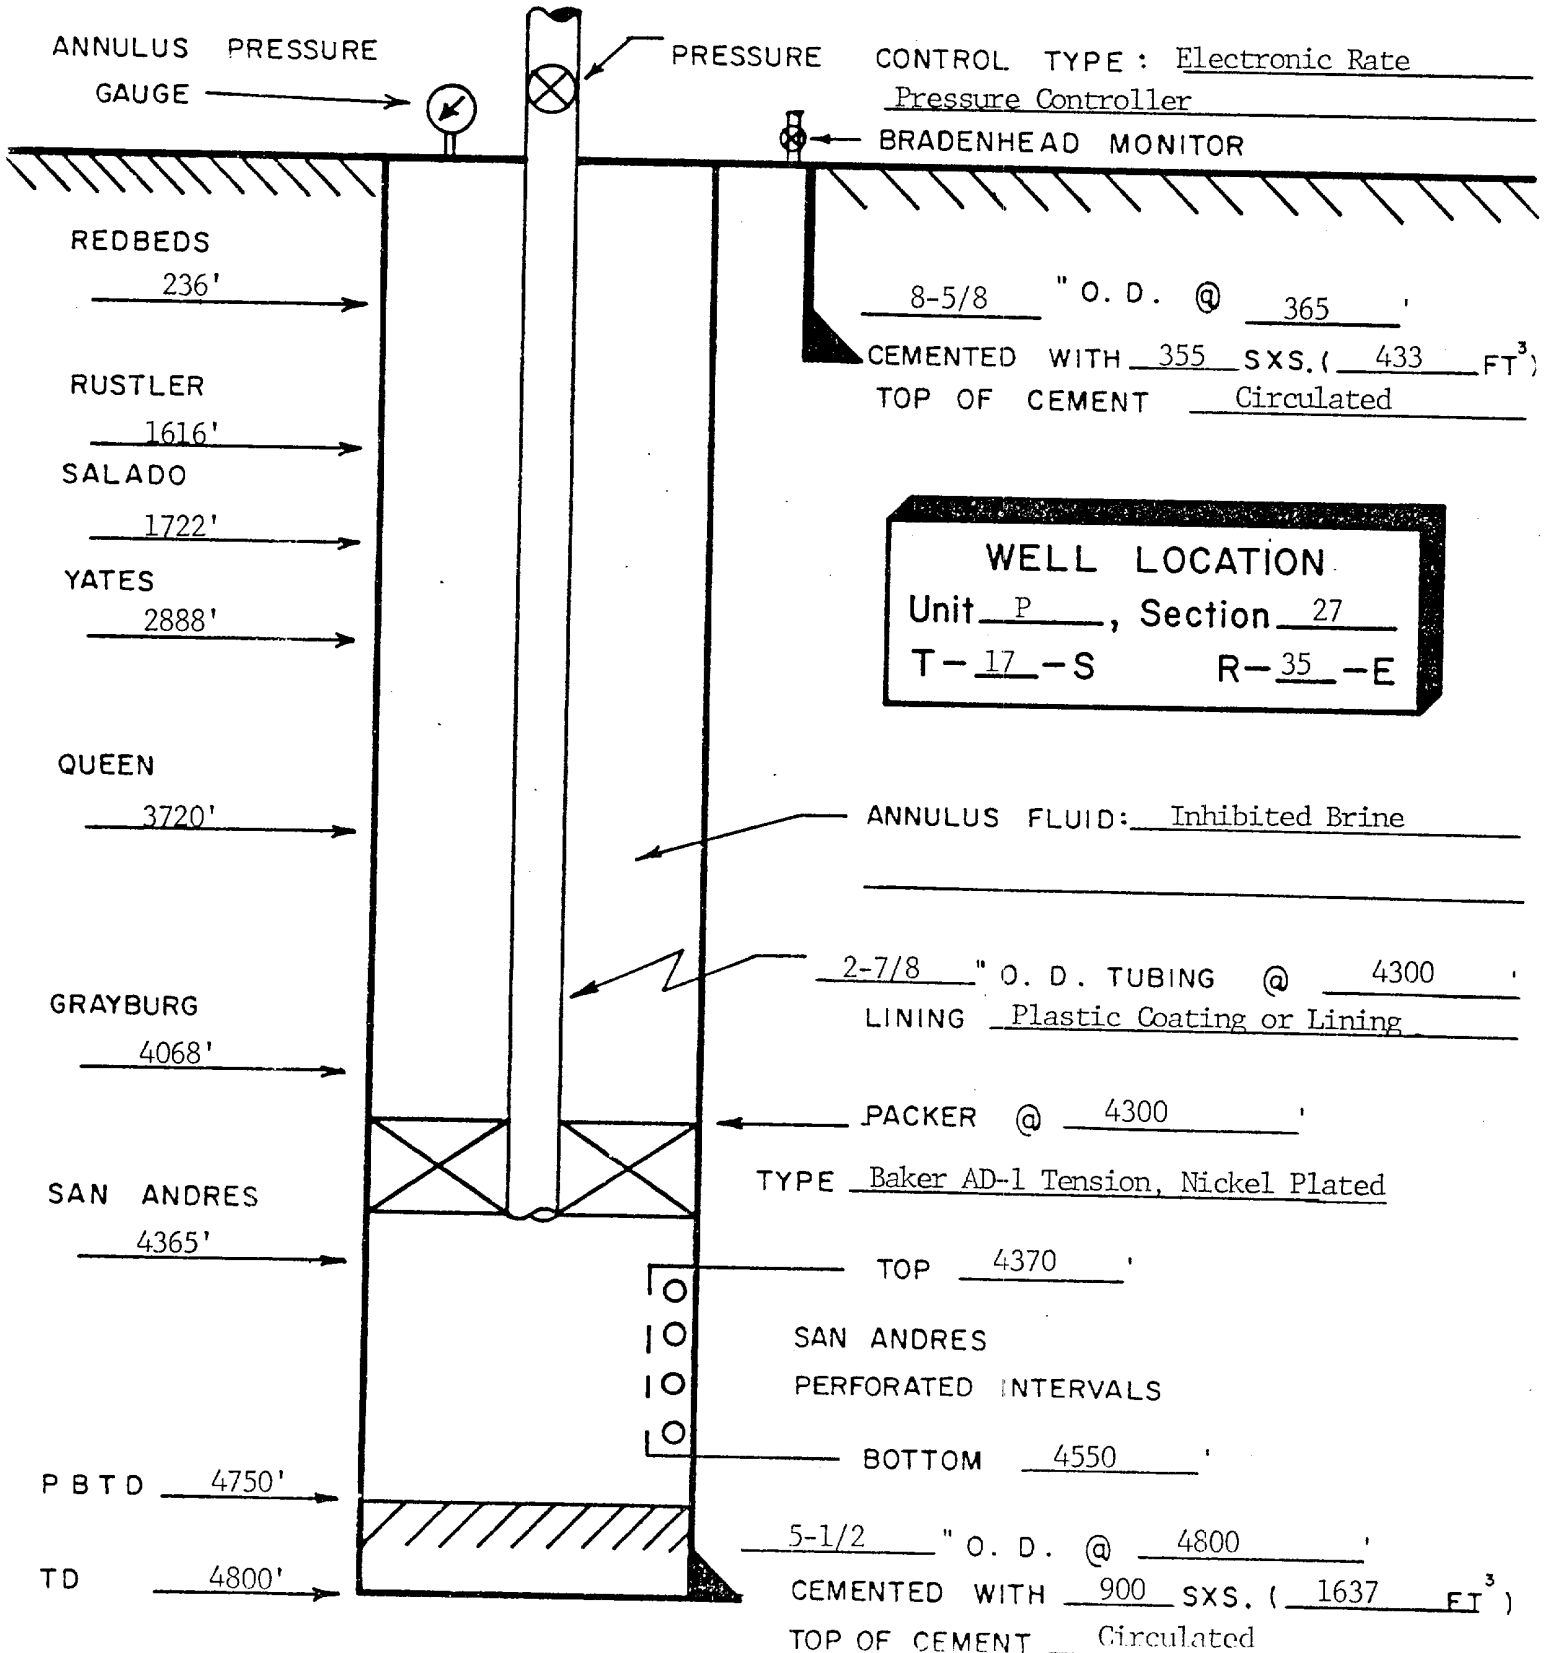 ANNULUS PRESSURE
GAUGE
PRESSURE CONTROL TYPE: Electronic Rate
Pressure Controller
BRADENHEAD MONITOR
REDBEDS
236'
8-5/8 " O.D. @ 365 '
CEMENTED WITH 355 SXS. ( 433 FT³)
TOP OF CEMENT Circulated
RUSTLER
1616'
SALADO
1722'
YATES
2888'
WELL LOCATION
Unit P , Section 27
T-17-S R-35-E
QUEEN
3720'
ANNULUS FLUID: Inhibited Brine
2-7/8 " O. D. TUBING @ 4300 '
LINING Plastic Coating or Lining
GRAYBURG
4068'
PACKER @ 4300 '
TYPE Baker AD-1 Tension, Nickel Plated
SAN ANDRES
4365'
TOP 4370 '
SAN ANDRES
PERFORATED INTERVALS
BOTTOM 4550 '
PBTD 4750'
5-1/2 " O. D. @ 4800 '
TD 4800'
CEMENTED WITH 900 SXS. ( 1637 FT³)
TOP OF CEMENT Circulated